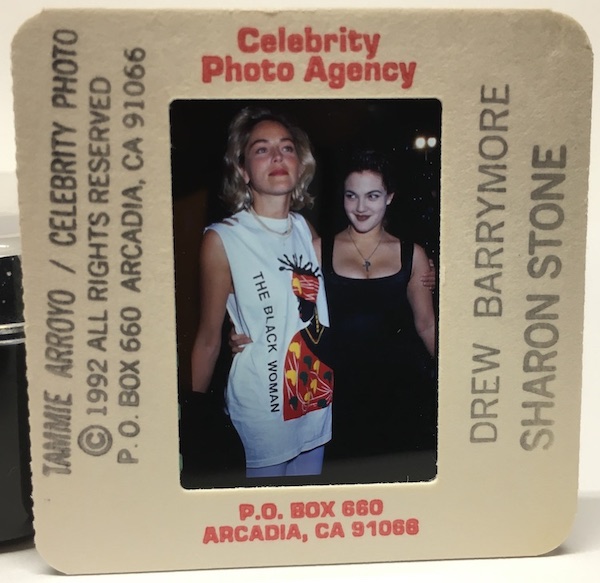 Celebrity
Photo Agency
TAMMIE ARROYO / CELEBRITY PHOTO
© 1992 ALL RIGHTS RESERVED
P.O. BOX 660 ARCADIA, CA 91066
THE BLACK WOMAN
DREW BARRYMORE
SHARON STONE
P.O. BOX 660
ARCADIA, CA 91066